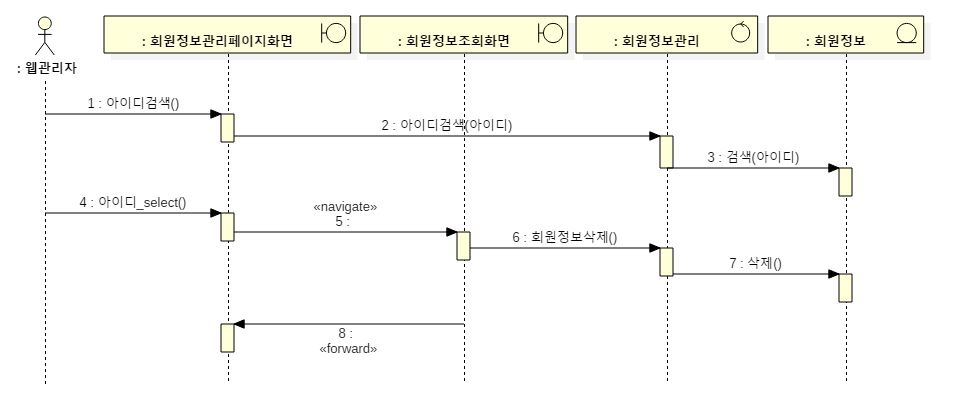 : 웹관리자
: 회원정보관리페이지화면
: 회원정보조회화면
: 회원정보관리
: 회원정보
1 : 아이디검색()
2 : 아이디검색(아이디)
3 : 검색(아이디)
4 : 아이디_select()
«navigate»
5 :
6 : 회원정보삭제()
7 : 삭제()
8 :
«forward»